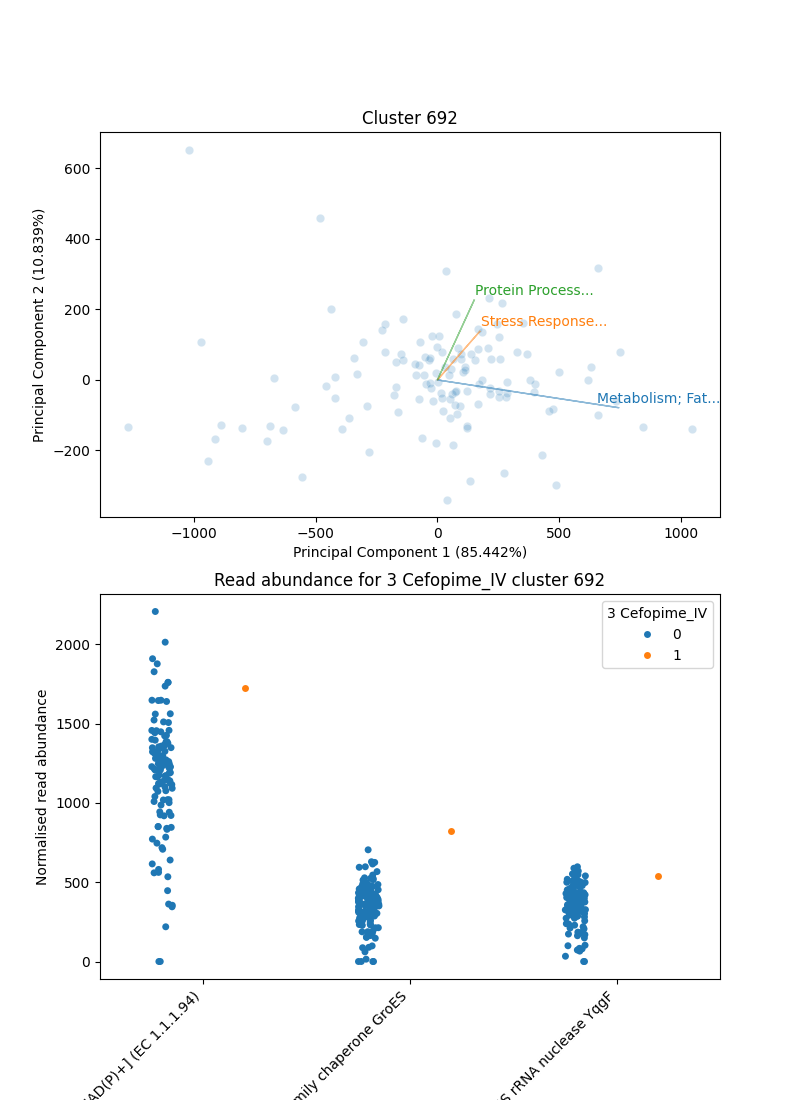 Cluster 692
Principal Component 2 (10.839%)
600
400
200
0
−200
Protein Process...
Stress Response...
Metabolism; Fat...
−1000
−500
0
500
1000
Principal Component 1 (85.442%)
Read abundance for 3 Cefopime_IV cluster 692
Normalised read abundance
2000
1500
1000
500
0
3 Cefopime_IV
0
1
(EC 1.1.1.94)
chaperone GroES
rRNA nuclease YqgF